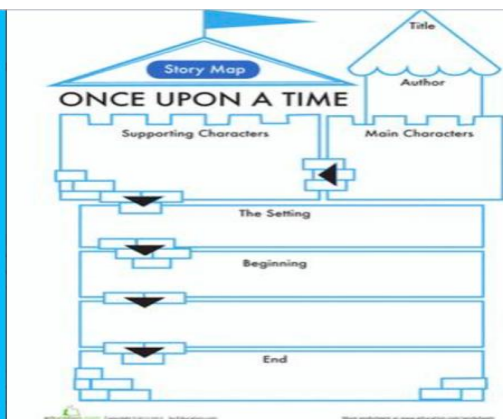 Title
Story Map
Author
ONCE UPON A TIME
Supporting Characters
Main Characters
The Setting
Beginning
End